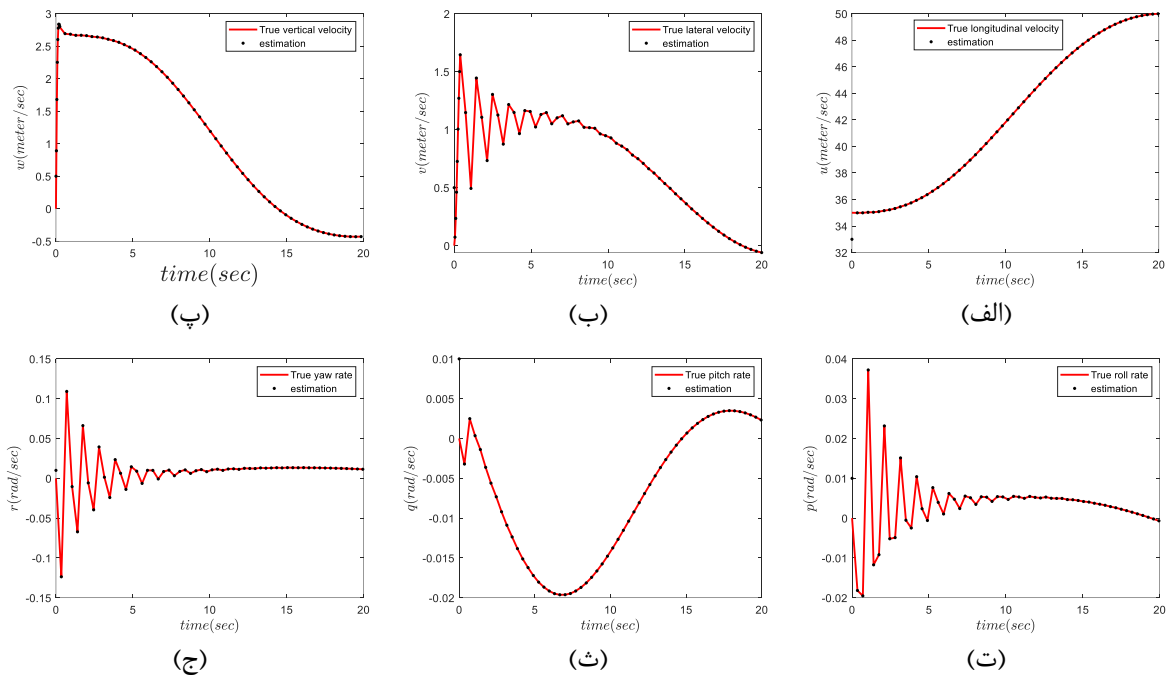 3
2.5
2
1.5
1
0.5
0
-0.5
w(meter/sec)
True vertical velocity
estimation
0
5
10
15
20
time(sec)
(پ)
2
1.5
1
0.5
0
v(meter/sec)
True lateral velocity
estimation
0
5
10
15
20
time(sec)
(ب)
50
48
46
44
42
40
38
36
34
32
u(meter/sec)
True longitudinal velocity
estimation
0
5
10
15
20
time(sec)
(الف)
0.15
0.1
0.05
0
-0.05
-0.1
-0.15
r(rad/sec)
True yaw rate
estimation
0
5
10
15
20
time(sec)
(ج)
0.01
0.005
0
-0.005
-0.01
-0.015
-0.02
q(rad/sec)
True pitch rate
estimation
0
5
10
15
20
time(sec)
(ث)
0.04
0.03
0.02
0.01
0
-0.01
-0.02
p(rad/sec)
True roll rate
estimation
0
5
10
15
20
time(sec)
(ت)